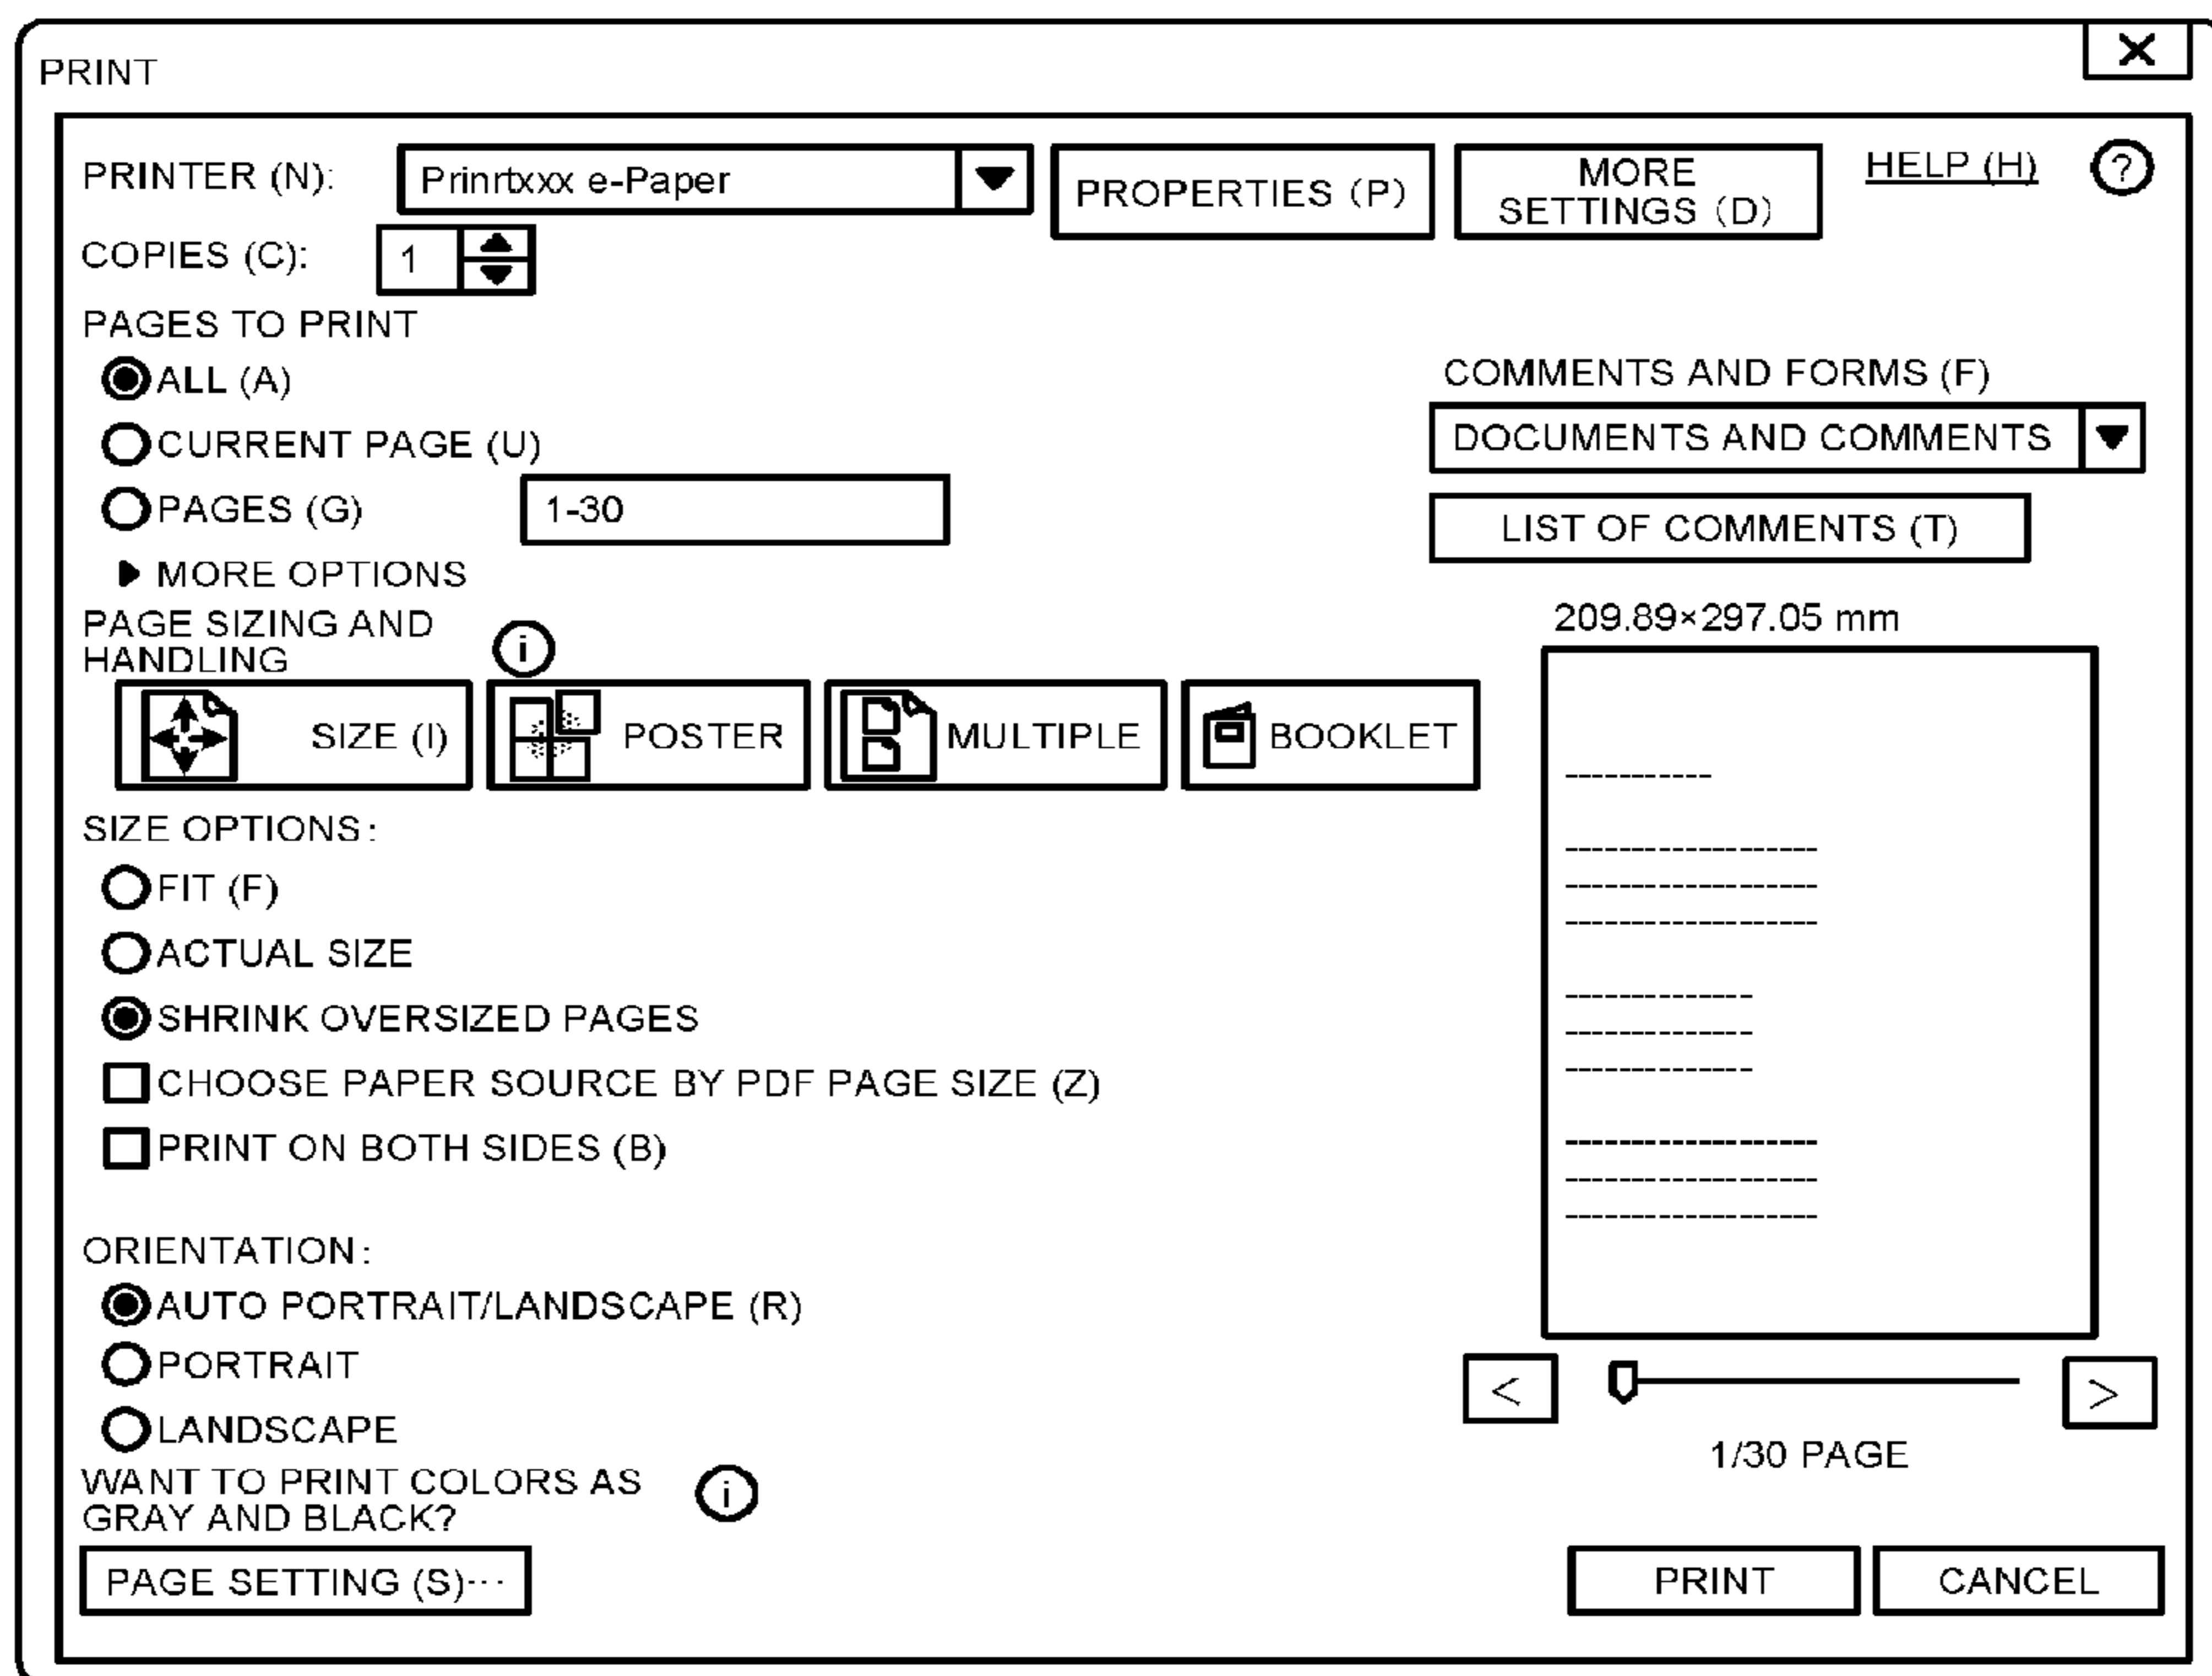 PRINT
X
PRINTER (N): Prinrtxxx e-Paper PROPERTIES (P) MORE SETTINGS (D) HELP (H) ?
COPIES (C): 1
PAGES TO PRINT
ALL (A)
CURRENT PAGE (U)
PAGES (G) 1-30
MORE OPTIONS
COMMENTS AND FORMS (F)
DOCUMENTS AND COMMENTS
LIST OF COMMENTS (T)
PAGE SIZING AND
HANDLING i
SIZE (I) POSTER MULTIPLE BOOKLET
SIZE OPTIONS:
FIT (F)
ACTUAL SIZE
SHRINK OVERSIZED PAGES
CHOOSE PAPER SOURCE BY PDF PAGE SIZE (Z)
PRINT ON BOTH SIDES (B)
ORIENTATION:
AUTO PORTRAIT/LANDSCAPE (R)
PORTRAIT
LANDSCAPE
WANT TO PRINT COLORS AS
GRAY AND BLACK? i
PAGE SETTING (S)···
209.89×297.05 mm
< >
1/30 PAGE
PRINT CANCEL